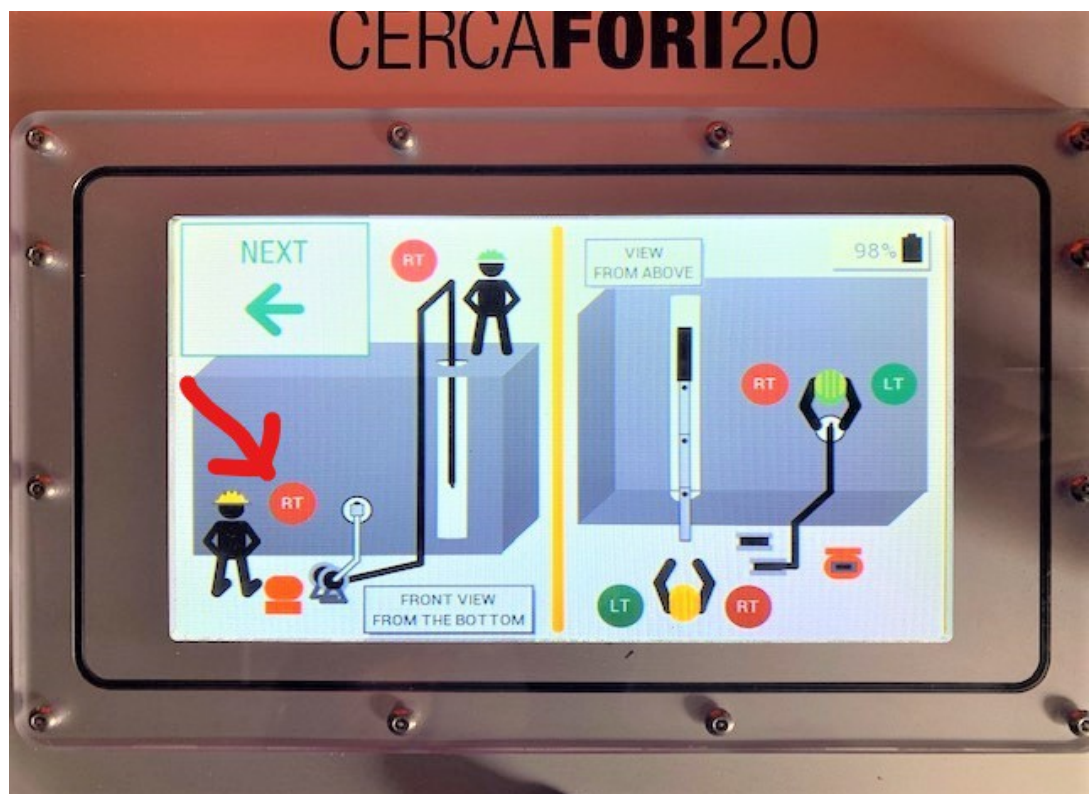 CERCAFORI2.0
NEXT
RT
RT
FRONT VIEW
FROM THE BOTTOM
VIEW
FROM ABOVE
98%
RT
LT
LT
RT